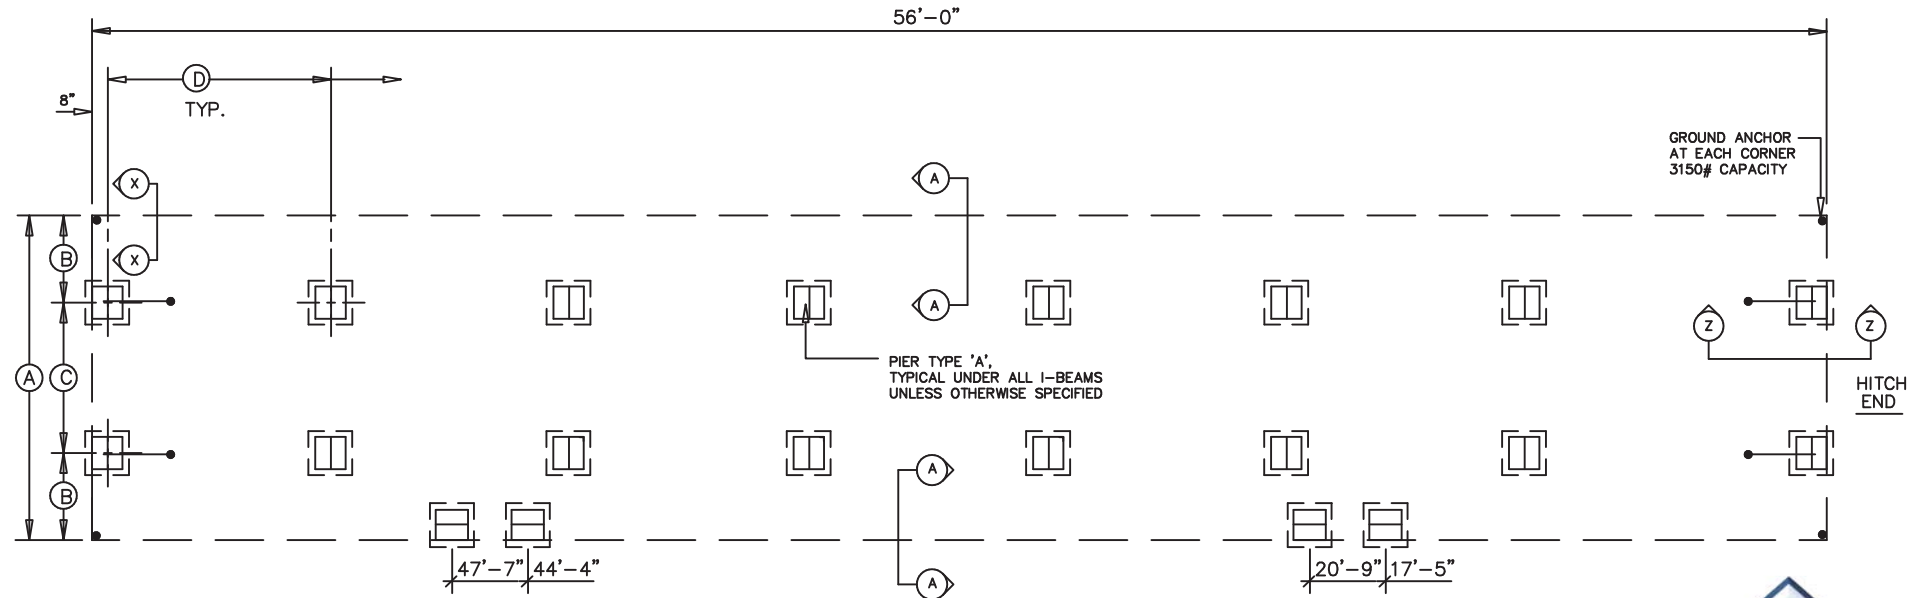 56'-0"
D
8"
TYP.
GROUND ANCHOR
AT EACH CORNER
3150# CAPACITY
X
A
B
X
A
Z
Z
PIER TYPE 'A',
TYPICAL UNDER ALL I-BEAMS
UNLESS OTHERWISE SPECIFIED
A
C
HITCH
END
A
B
47'-7"
44'-4"
20'-9"
17'-5"
A